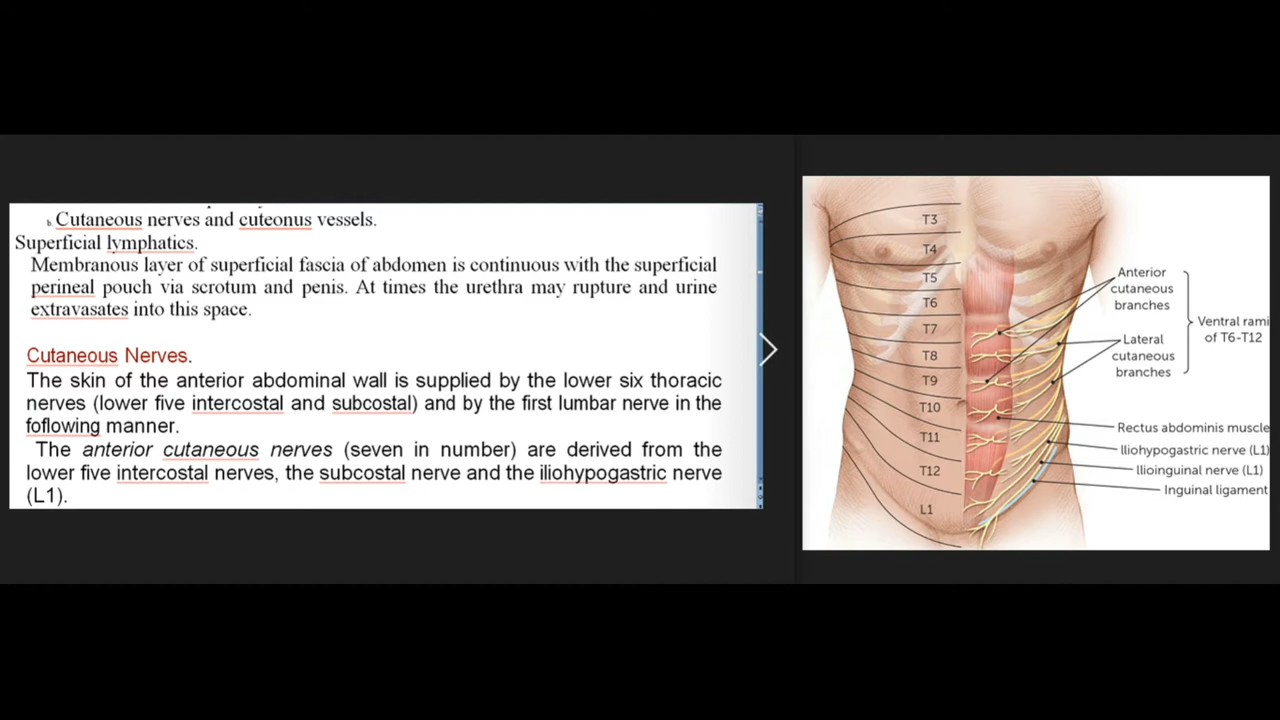 b. Cutaneous nerves and cuteonus vessels.
Superficial lymphatics.
Membranous layer of superficial fascia of abdomen is continuous with the superficial
perineal pouch via scrotum and penis. At times the urethra may rupture and urine
extravasates into this space.
Cutaneous Nerves.
The skin of the anterior abdominal wall is supplied by the lower six thoracic
nerves (lower five intercostal and subcostal) and by the first lumbar nerve in the
foflowing manner.
The anterior cutaneous nerves (seven in number) are derived from the
lower five intercostal nerves, the subcostal nerve and the iliohypogastric nerve
(L1).
T3
T4
T5
T6
T7
T8
T9
T10
T11
T12
L1
Anterior
cutaneous
branches
Lateral
cutaneous
branches
Ventral rami
of T6-T12
Rectus abdominis muscle
Iliohypogastric nerve (L1)
Ilioinguinal nerve (L1)
Inguinal ligament